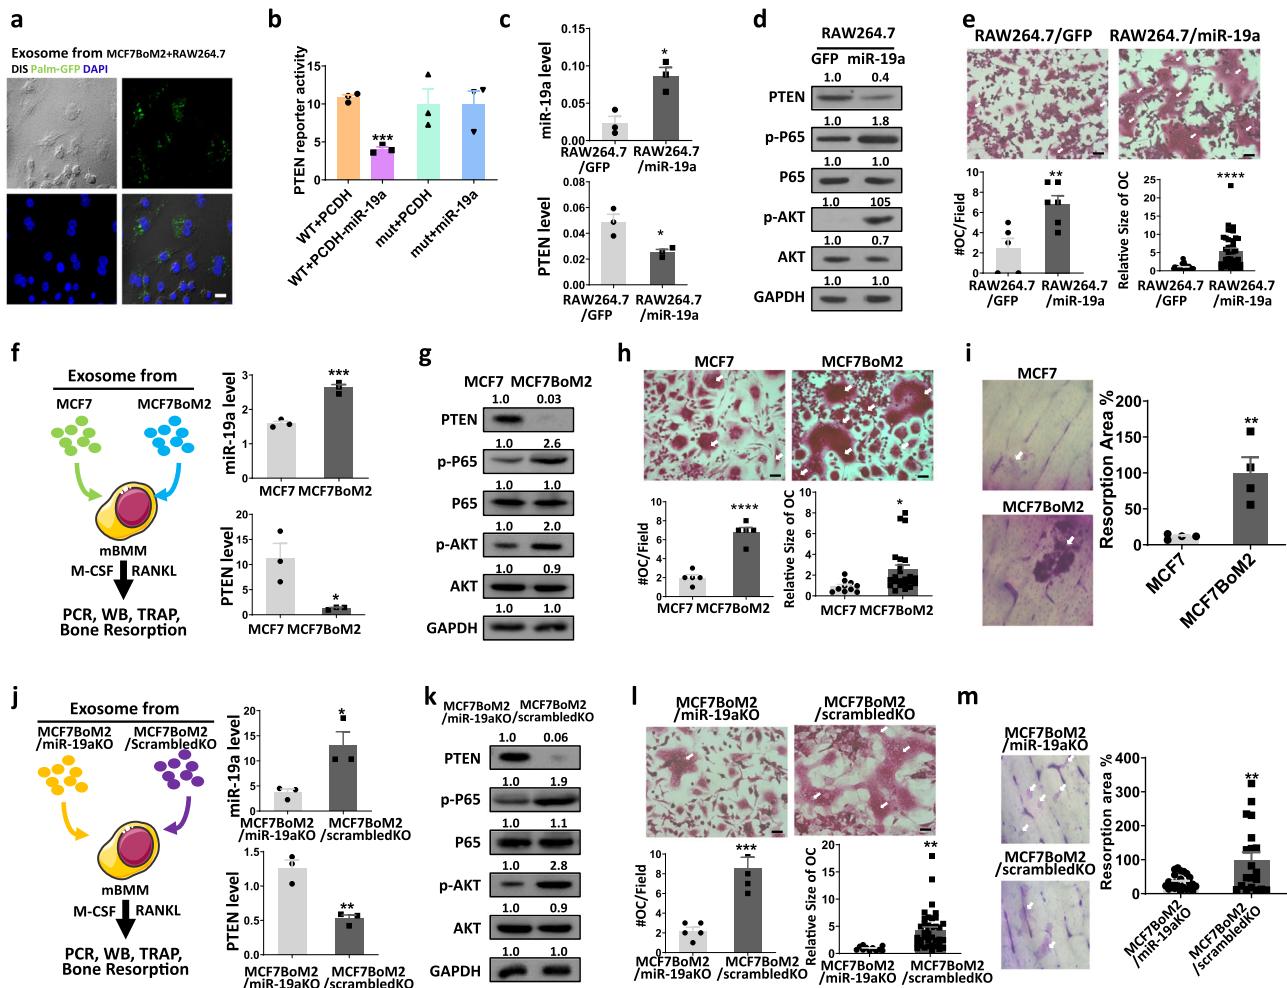 a
Exosome from MCF7BoM2+RAW264.7
DIS Palm-GFP DAPI
b
PTEN reporter activity
15
10
5
0
***
WT+PCDH
WT+PCDH-miR-19a
mut+PCDH
mut+miR-19a
c
miR-19a level
0.15
0.10
0.05
0.00
*
RAW264.7
/GFP
RAW264.7
/miR-19a
PTEN level
0.08
0.06
0.04
0.02
0.00
*
RAW264.7
/GFP
RAW264.7
/miR-19a
d
RAW264.7
GFP miR-19a
1.0 0.4
PTEN
1.0 1.8
p-P65
1.0 1.0
P65
1.0 105
p-AKT
1.0 0.7
AKT
1.0 1.0
GAPDH
e
RAW264.7/GFP RAW264.7/miR-19a
#OC/Field
10
8
6
4
2
0
**
RAW264.7
/GFP
RAW264.7
/miR-19a
Relative Size of OC
30
20
10
0
****
RAW264.7
/GFP
RAW264.7
/miR-19a
f
Exosome from
MCF7 MCF7BoM2
mBMM
M-CSF RANKL
PCR, WB, TRAP,
Bone Resorption
miR-19a level
3
2
1
0
***
MCF7 MCF7BoM2
PTEN level
20
15
10
5
0
*
MCF7 MCF7BoM2
g
MCF7 MCF7BoM2
1.0 0.03
PTEN
1.0 2.6
p-P65
1.0 1.0
P65
1.0 2.0
p-AKT
1.0 0.9
AKT
1.0 1.0
GAPDH
h
MCF7 MCF7BoM2
#OC/Field
10
8
6
4
2
0
****
MCF7 MCF7BoM2
Relative Size of OC
10
8
6
4
2
0
*
MCF7 MCF7BoM2
i
MCF7
MCF7BoM2
Resorption Area %
200
150
100
50
0
**
MCF7
MCF7BoM2
j
Exosome from
MCF7BoM2
/miR-19aKO
MCF7BoM2
/ScrambledKO
mBMM
M-CSF RANKL
PCR, WB, TRAP,
Bone Resorption
miR-19a level
20
15
10
5
0
*
MCF7BoM2
/miR-19aKO
MCF7BoM2
/scrambledKO
PTEN level
1.5
1.0
0.5
0.0
**
MCF7BoM2
/miR-19aKO
MCF7BoM2
/scrambledKO
k
MCF7BoM2
/miR-19aKO
MCF7BoM2
/scrambledKO
1.0 0.06
PTEN
1.0 1.9
p-P65
1.0 1.1
P65
1.0 2.8
p-AKT
1.0 0.9
AKT
1.0 1.0
GAPDH
l
MCF7BoM2
/miR-19aKO
MCF7BoM2
/scrambledKO
#OC/Field
10
8
6
4
2
0
***
MCF7BoM2
/miR-19aKO
MCF7BoM2
/scrambledKO
Relative Size of OC
20
15
10
5
0
**
MCF7BoM2
/miR-19aKO
MCF7BoM2
/scrambledKO
m
MCF7BoM2
/miR-19aKO
MCF7BoM2
/scrambledKO
Resorption area %
400
300
200
100
0
**
MCF7BoM2
/miR-19aKO
MCF7BoM2
/scrambledKO